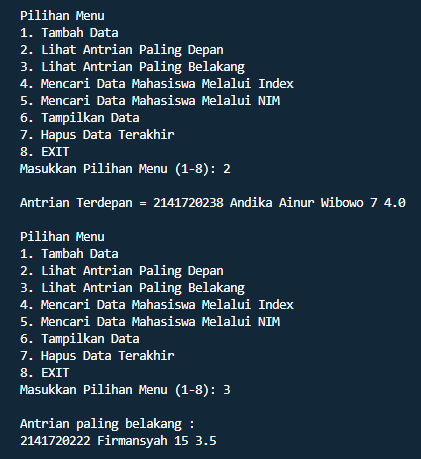 Pilihan Menu
1. Tambah Data
2. Lihat Antrian Paling Depan
3. Lihat Antrian Paling Belakang
4. Mencari Data Mahasiswa Melalui Index
5. Mencari Data Mahasiswa Melalui NIM
6. Tampilkan Data
7. Hapus Data Terakhir
8. EXIT
Masukkan Pilihan Menu (1-8): 2
Antrian Terdepan = 2141720238 Andika Ainur Wibowo 7 4.0
Pilihan Menu
1. Tambah Data
2. Lihat Antrian Paling Depan
3. Lihat Antrian Paling Belakang
4. Mencari Data Mahasiswa Melalui Index
5. Mencari Data Mahasiswa Melalui NIM
6. Tampilkan Data
7. Hapus Data Terakhir
8. EXIT
Masukkan Pilihan Menu (1-8): 3
Antrian paling belakang :
2141720222 Firmansyah 15 3.5